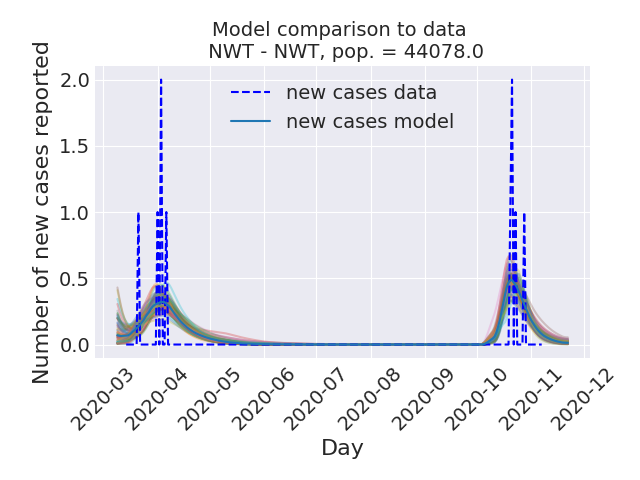 Model comparison to data
NWT - NWT, pop. = 44078.0
Number of new cases reported
2.0
1.5
1.0
0.5
0.0
new cases data
new cases model
2020-03
2020-04
2020-05
2020-06
2020-07
2020-08
2020-09
2020-10
2020-11
2020-12
Day